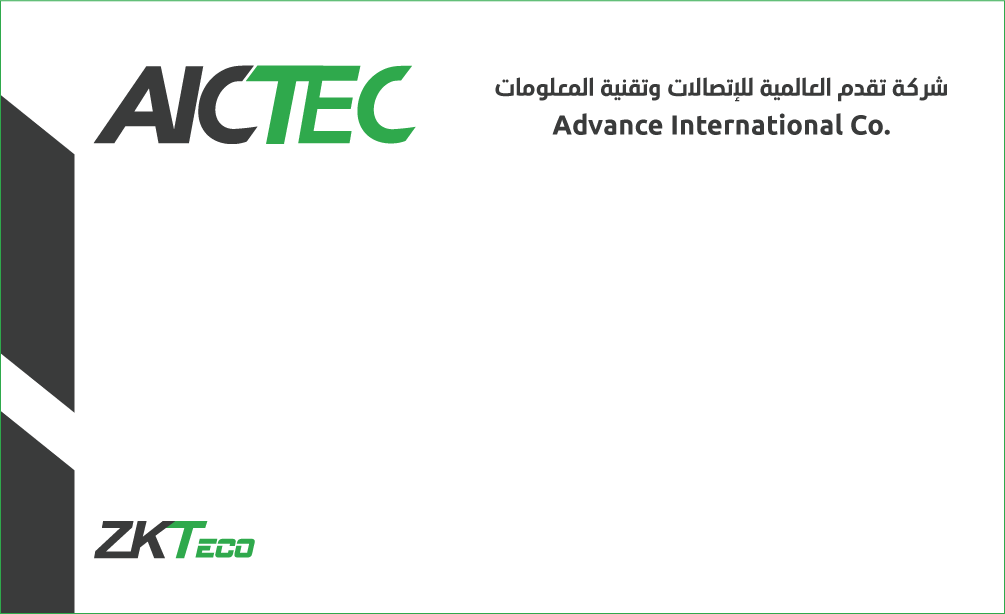 AICTEC
شركة تقدم العالمية للإتصالات وتقنية المعلومات
Advance International Co.
ZKTECO